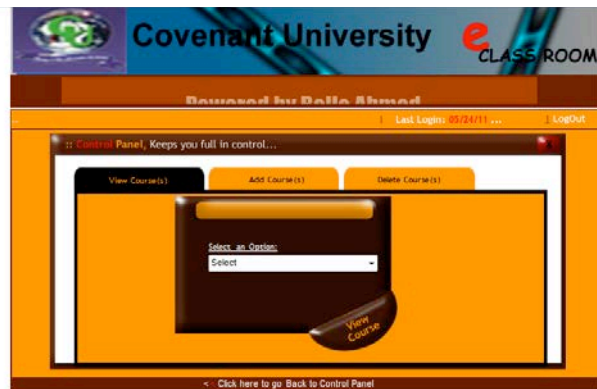 Covenant University
e CLASS ROOM
Powered by Bello Ahmed
Last Login: 05/24/11 ...
LogOut
:: Control Panel, Keeps you full in control...
X
View Course(s)
Add Course(s)
Delete Course(s)
Select an Option:
Select
View
Course
< Click here to go Back to Control Panel